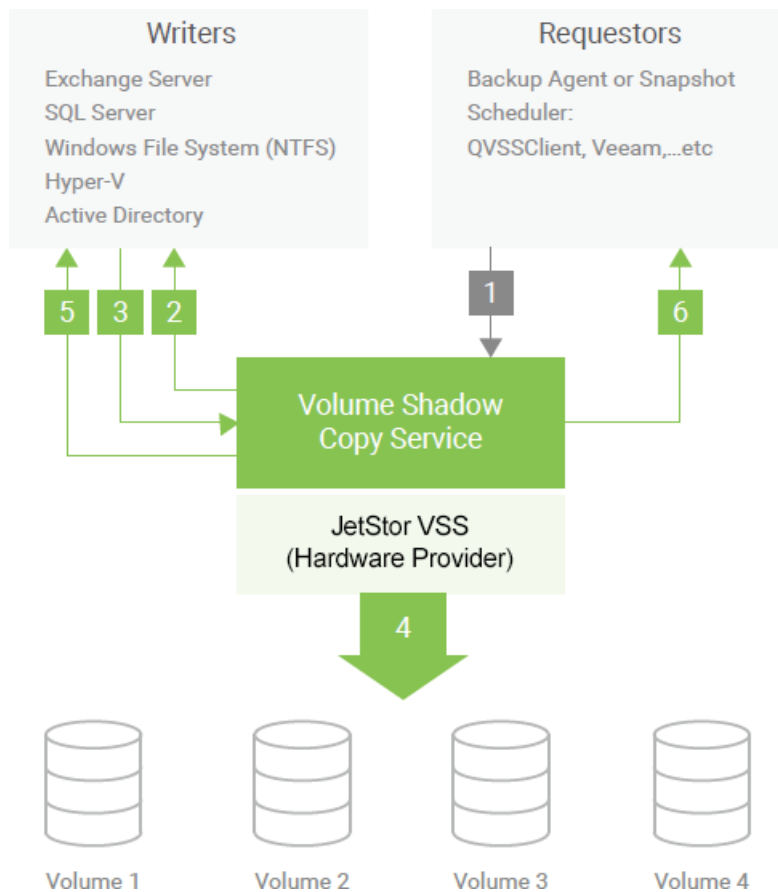 Writers
Exchange Server
SQL Server
Windows File System (NTFS)
Hyper-V
Active Directory
Requestors
Backup Agent or Snapshot
Scheduler:
QVSSClient, Veeam,...etc
5
3
2
1
6
Volume Shadow
Copy Service
JetStor VSS
(Hardware Provider)
4
Volume 1
Volume 2
Volume 3
Volume 4